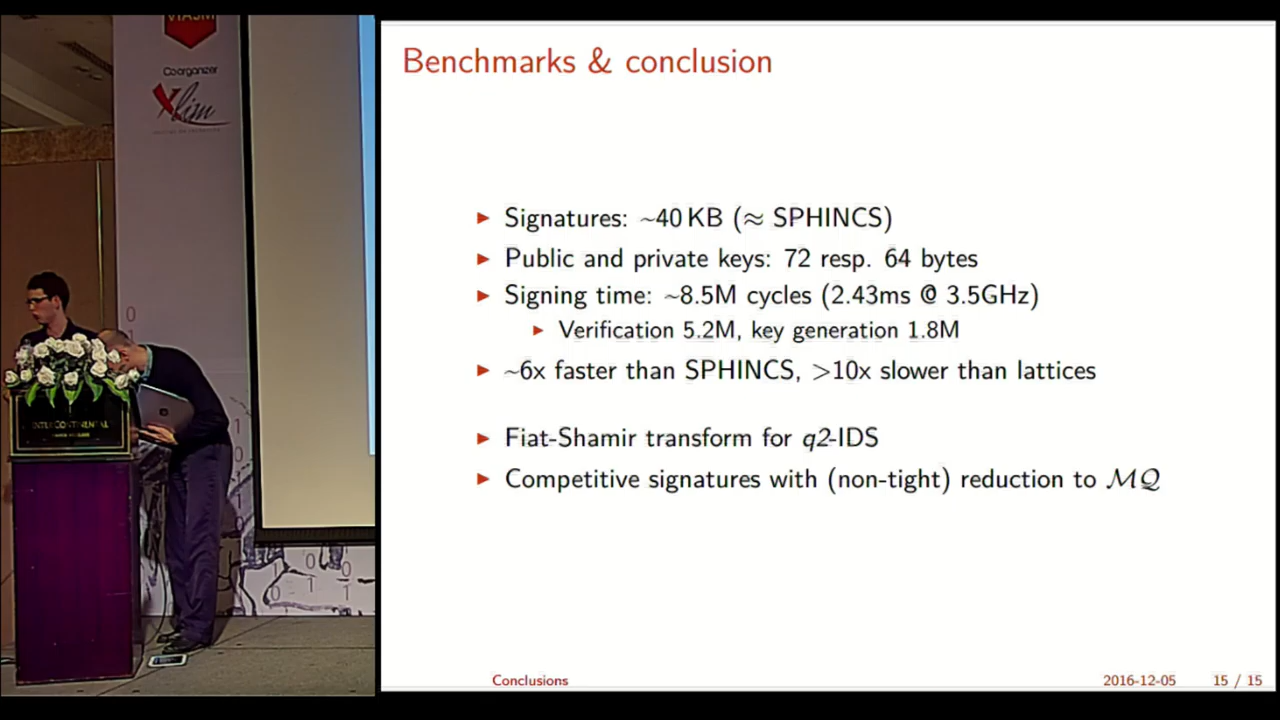 VIASM
Coorganizer
Xlim
INTERCONTINENTAL
Benchmarks & conclusion
▶ Signatures: ~40 KB (≈ SPHINCS)
▶ Public and private keys: 72 resp. 64 bytes
▶ Signing time: ~8.5M cycles (2.43ms @ 3.5GHz)
▶ Verification 5.2M, key generation 1.8M
▶ ~6x faster than SPHINCS, >10x slower than lattices
▶ Fiat-Shamir transform for q2-IDS
▶ Competitive signatures with (non-tight) reduction to ℳ𝒬
Conclusions 2016-12-05 15 / 15